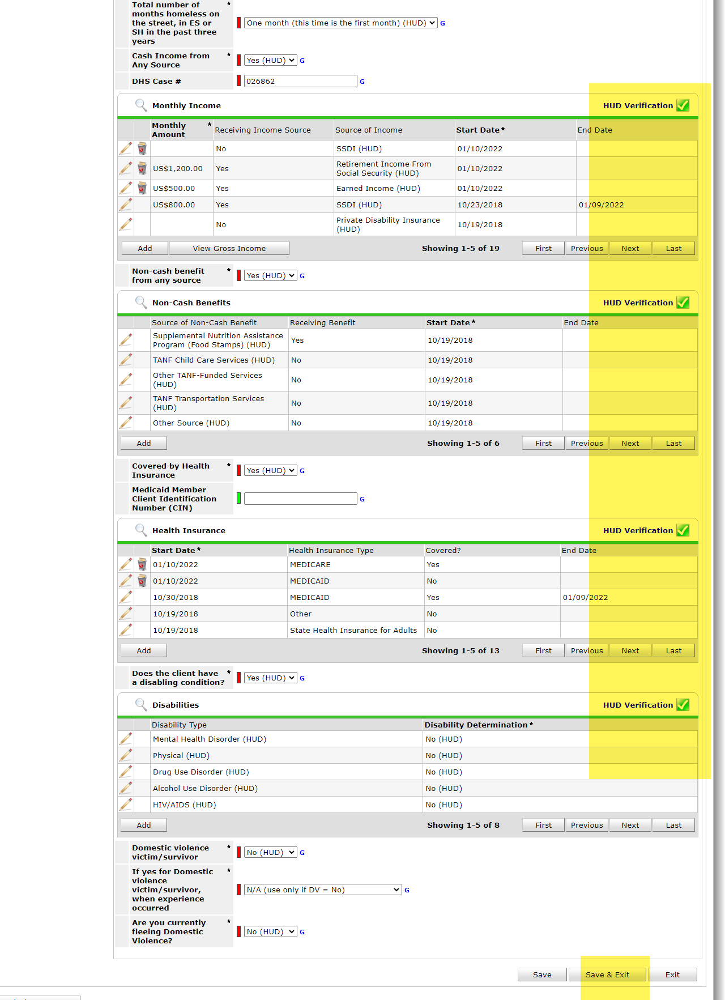 Total number of months homeless on the street, in ES or SH in the past three years * One month (this time is the first month) (HUD) G
Cash Income from Any Source * Yes (HUD) G
DHS Case # 026862 G
Monthly Income HUD Verification
Monthly Amount * Receiving Income Source Source of Income Start Date * End Date
No SSDI (HUD) 01/10/2022
US$1,200.00 Yes Retirement Income From Social Security (HUD) 01/10/2022
US$500.00 Yes Earned Income (HUD) 01/10/2022
US$800.00 Yes SSDI (HUD) 10/23/2018 01/09/2022
No Private Disability Insurance (HUD) 10/19/2018
Add View Gross Income Showing 1-5 of 19 First Previous Next Last
Non-cash benefit from any source * Yes (HUD) G
Non-Cash Benefits HUD Verification
Source of Non-Cash Benefit Receiving Benefit Start Date * End Date
Supplemental Nutrition Assistance Program (Food Stamps) (HUD) Yes 10/19/2018
TANF Child Care Services (HUD) No 10/19/2018
Other TANF-Funded Services (HUD) No 10/19/2018
TANF Transportation Services (HUD) No 10/19/2018
Other Source (HUD) No 10/19/2018
Add Showing 1-5 of 6 First Previous Next Last
Covered by Health Insurance * Yes (HUD) G
Medicaid Member Client Identification Number (CIN) G
Health Insurance HUD Verification
Start Date * Health Insurance Type Covered? End Date
01/10/2022 MEDICARE Yes
01/10/2022 MEDICAID No
10/30/2018 MEDICAID Yes 01/09/2022
10/19/2018 Other No
10/19/2018 State Health Insurance for Adults No
Add Showing 1-5 of 13 First Previous Next Last
Does the client have a disabling condition? * Yes (HUD) G
Disabilities HUD Verification
Disability Type Disability Determination *
Mental Health Disorder (HUD) No (HUD)
Physical (HUD) No (HUD)
Drug Use Disorder (HUD) No (HUD)
Alcohol Use Disorder (HUD) No (HUD)
HIV/AIDS (HUD) No (HUD)
Add Showing 1-5 of 8 First Previous Next Last
Domestic violence victim/survivor * No (HUD) G
If yes for Domestic violence victim/survivor, when experience occurred * N/A (use only if DV = No) G
Are you currently fleeing Domestic Violence? * No (HUD) G
Save Save & Exit Exit